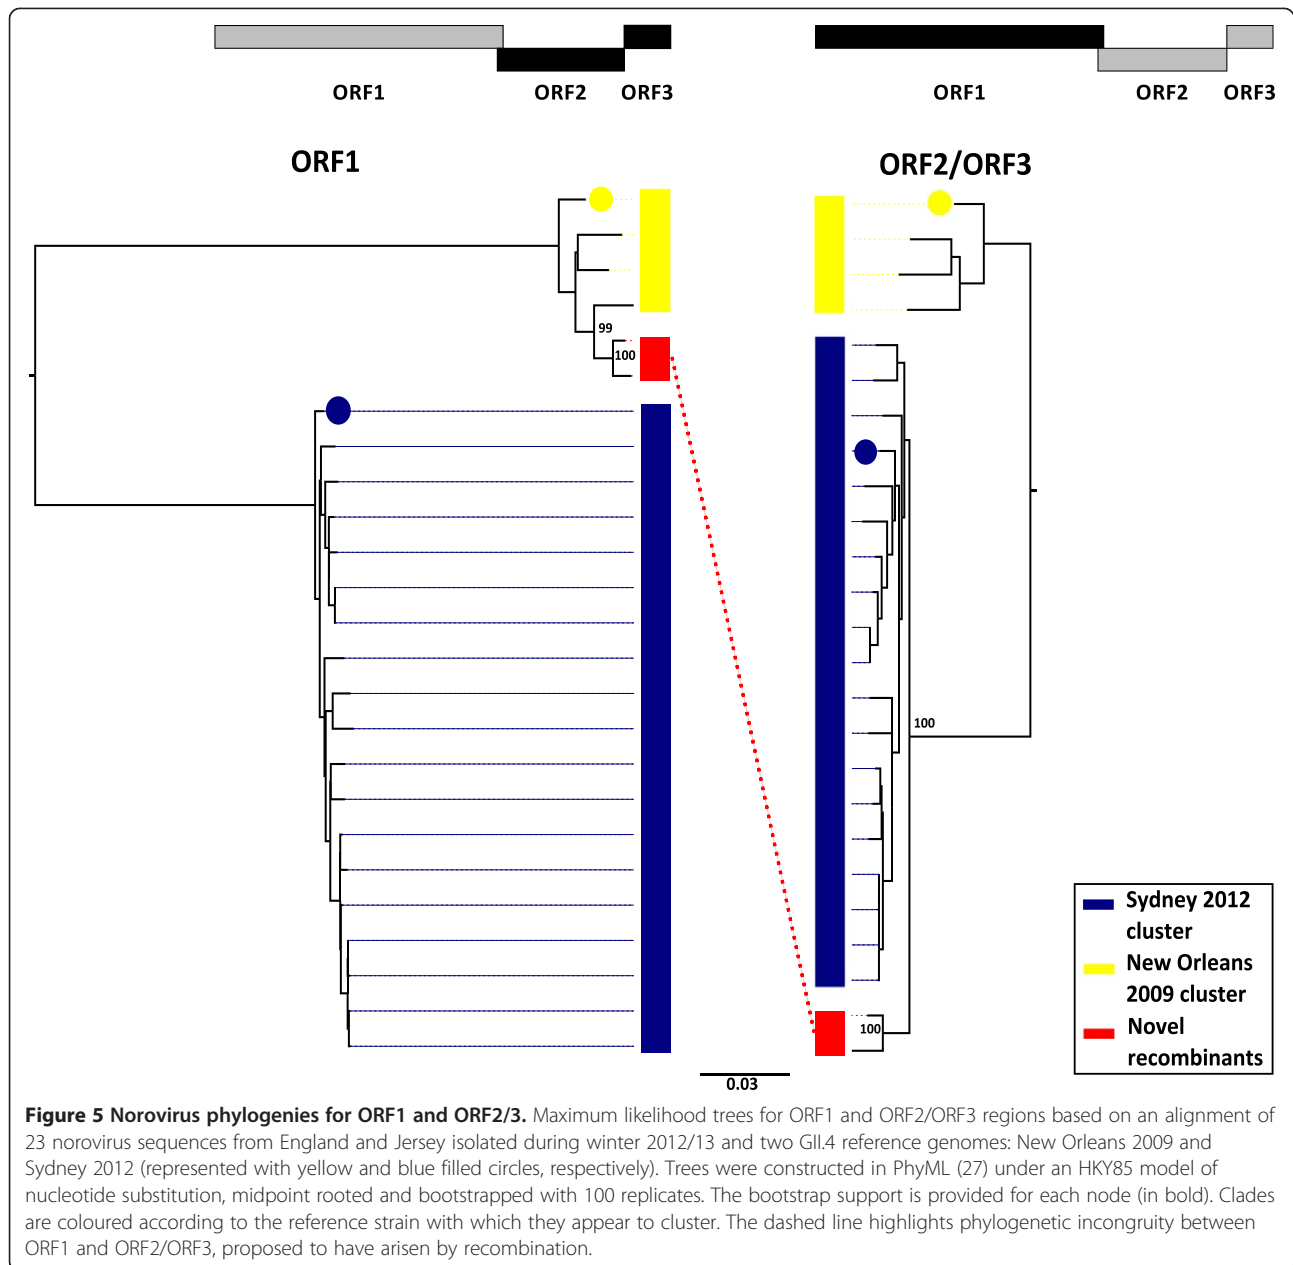 ORF1 ORF2 ORF3
ORF1 ORF2 ORF3
ORF1
ORF2/ORF3
99
100
100
100
0.03
Sydney 2012
cluster
New Orleans
2009 cluster
Novel
recombinants
Figure 5 Norovirus phylogenies for ORF1 and ORF2/3. Maximum likelihood trees for ORF1 and ORF2/ORF3 regions based on an alignment of
23 norovirus sequences from England and Jersey isolated during winter 2012/13 and two GII.4 reference genomes: New Orleans 2009 and
Sydney 2012 (represented with yellow and blue filled circles, respectively). Trees were constructed in PhyML (27) under an HKY85 model of
nucleotide substitution, midpoint rooted and bootstrapped with 100 replicates. The bootstrap support is provided for each node (in bold). Clades
are coloured according to the reference strain with which they appear to cluster. The dashed line highlights phylogenetic incongruity between
ORF1 and ORF2/ORF3, proposed to have arisen by recombination.